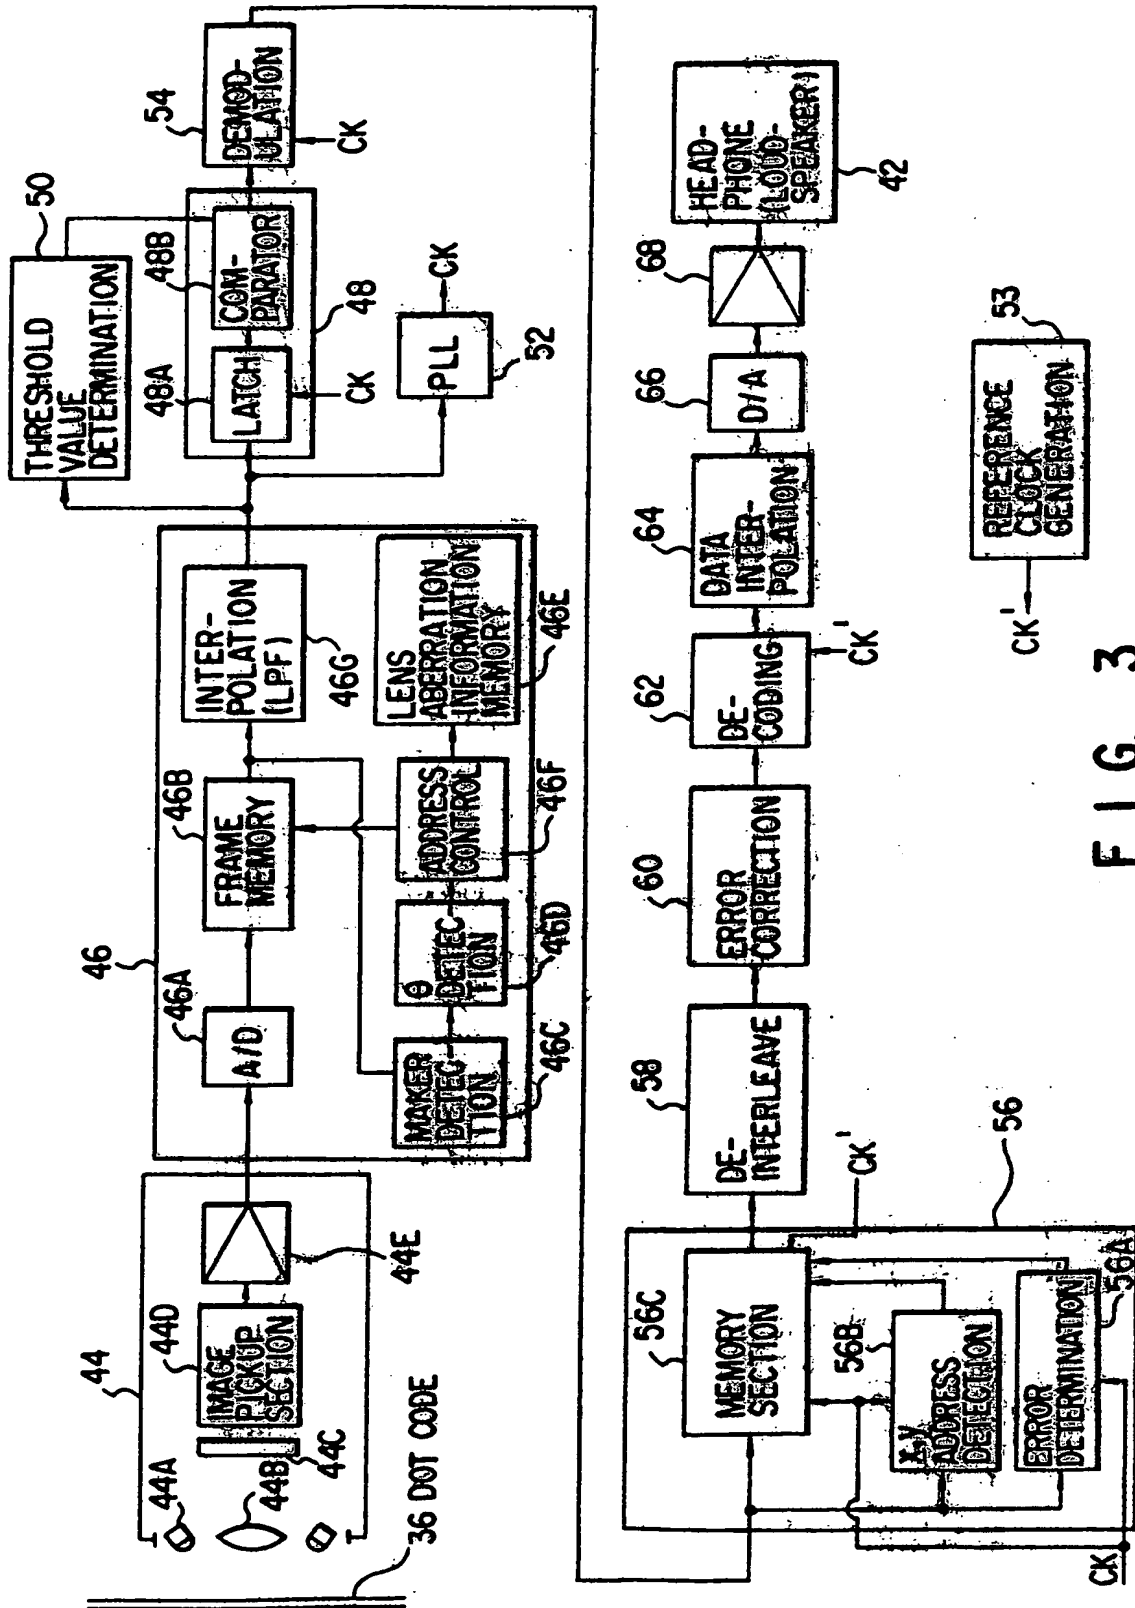 44
44A
44B
44C
44D
IMAGE
PICKUP
SECTION
44E
36 DOT CODE
46
46A
A/D
46B
FRAME
MEMORY
INTER-
POLATION
(LPF)
46G
MAKER
DETEC
TION
46C
θ
DETEC
TION
46D
ADDRESS
CONTROL
46F
LENS
ABERRATION
INFORMATION
MEMORY
46E
THRESHOLD
VALUE
DETERMINATION
50
48A
LATCH
CK
48B
COM-
PARATOR
48
PLL
52
CK
54
DEMOD-
ULATION
CK
56C
MEMORY
SECTION
56B
X,Y
ADDRESS
DETECTION
ERROR
DETERMINATION
56A
56
CK
CK'
58
DE-
INTERLEAVE
60
ERROR
CORRECTION
62
DE-
CODING
CK'
64
DATA
INTER-
POLATION
66
D/A
68
HEAD-
PHONE
(LOUD-
SPEAKER)
42
REFERENCE
CLOCK
GENERATION
53
CK'
FIG. 3